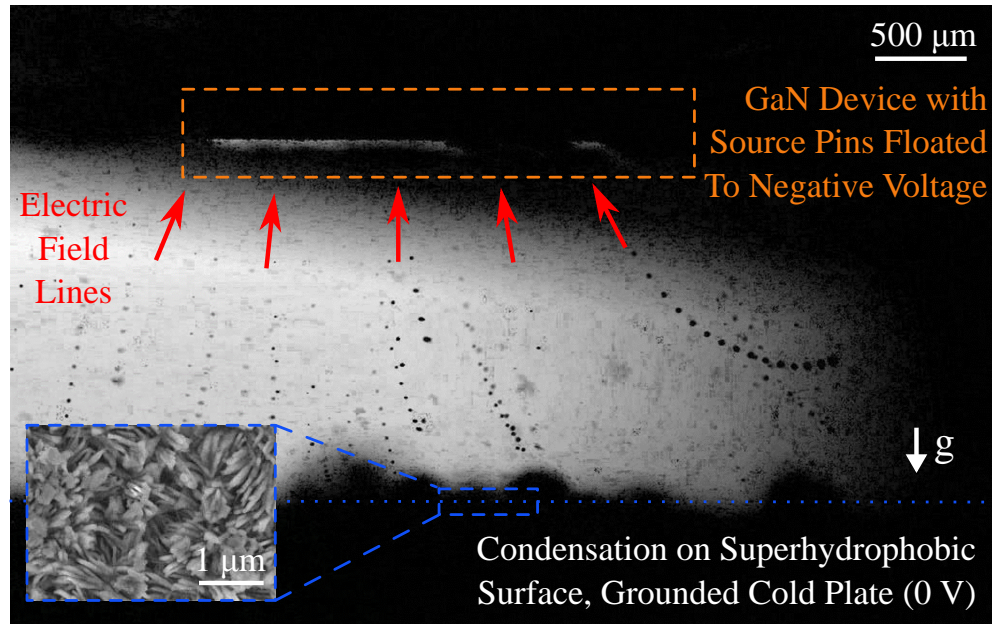 500 μm
GaN Device with
Source Pins Floated
To Negative Voltage
Electric
Field
Lines
g
1 μm
Condensation on Superhydrophobic
Surface, Grounded Cold Plate (0 V)